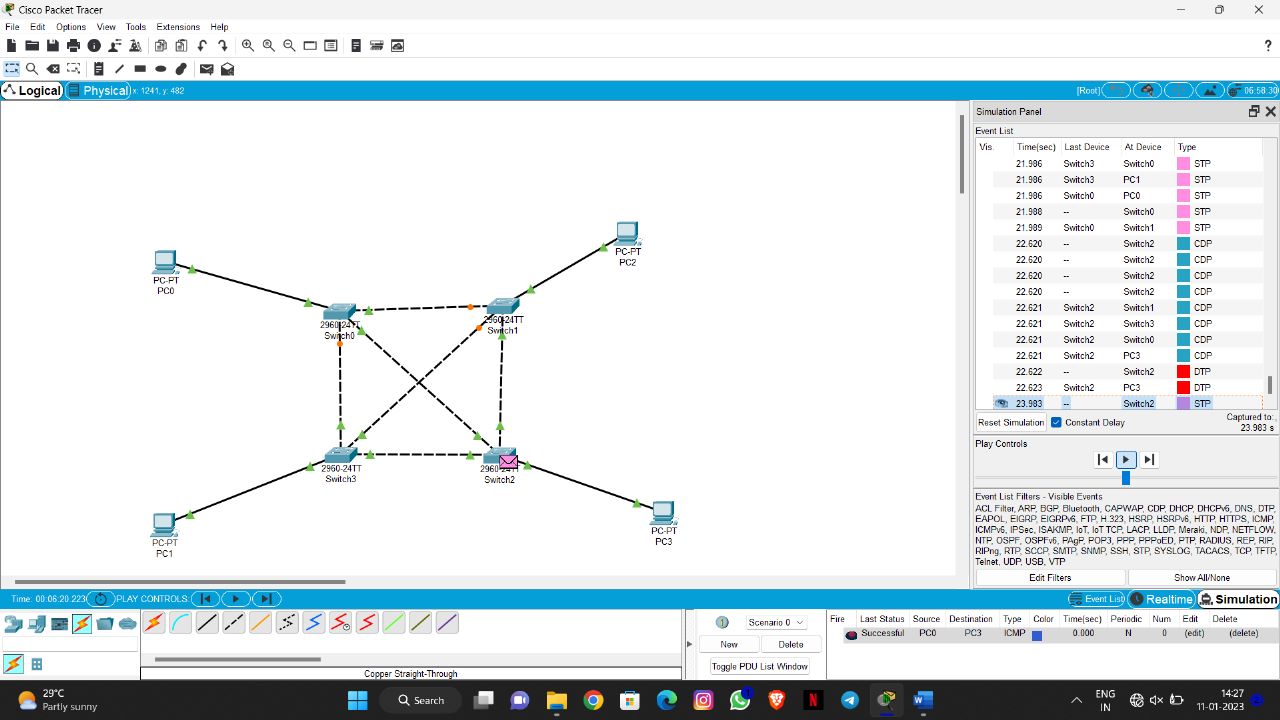 Cisco Packet Tracer
File Edit Options View Tools Extensions Help
Logical Physical x: 1241, y: 482 [Root] 06:58:30
Simulation Panel
Event List
Vis. Time(sec) Last Device At Device Type
21.986 Switch3 Switch0 STP
21.986 Switch3 PC1 STP
21.986 Switch0 PC0 STP
21.988 -- Switch0 STP
21.989 Switch0 Switch1 STP
22.620 -- Switch2 CDP
22.620 -- Switch2 CDP
22.620 -- Switch2 CDP
22.620 -- Switch2 CDP
22.621 Switch2 Switch1 CDP
22.621 Switch2 Switch3 CDP
22.621 Switch2 Switch0 CDP
22.621 Switch2 PC3 CDP
22.622 -- Switch2 DTP
22.623 Switch2 PC3 DTP
23.983 -- Switch2 STP
Reset Simulation Constant Delay Captured to:
23.983 s
Play Controls
Event List Filters - Visible Events
ACL Filter, ARP, BGP, Bluetooth, CAPWAP, CDP, DHCP, DHCPv6, DNS, DTP,
EAPOL, EIGRP, EIGRPv6, FTP, H.323, HSRP, HSRPv6, HTTP, HTTPS, ICMP,
ICMPv6, IPSec, ISAKMP, IoT, IoT TCP, LACP, LLDP, Meraki, NDP, NETFLOW,
NTP, OSPF, OSPFv6, PAgP, POP3, PPP, PPPoED, PTP, RADIUS, REP, RIP,
RIPng, RTP, SCCP, SMTP, SNMP, SSH, STP, SYSLOG, TACACS, TCP, TFTP,
Telnet, UDP, USB, VTP
Edit Filters Show All/None
PC-PT
PC0
PC-PT
PC2
2960-24TT
Switch0
2960-24TT
Switch1
2960-24TT
Switch3
2960-24TT
Switch2
PC-PT
PC1
PC-PT
PC3
Time: 00:06:20.223 PLAY CONTROLS: Event List Realtime Simulation
Scenario 0
New Delete
Toggle PDU List Window
Fire Last Status Source Destination Type Color Time(sec) Periodic Num Edit Delete
Successful PC0 PC3 ICMP 0.000 N 0 (edit) (delete)
Copper Straight-Through
29°C
Partly sunny
Search
ENG
IN
14:27
11-01-2023